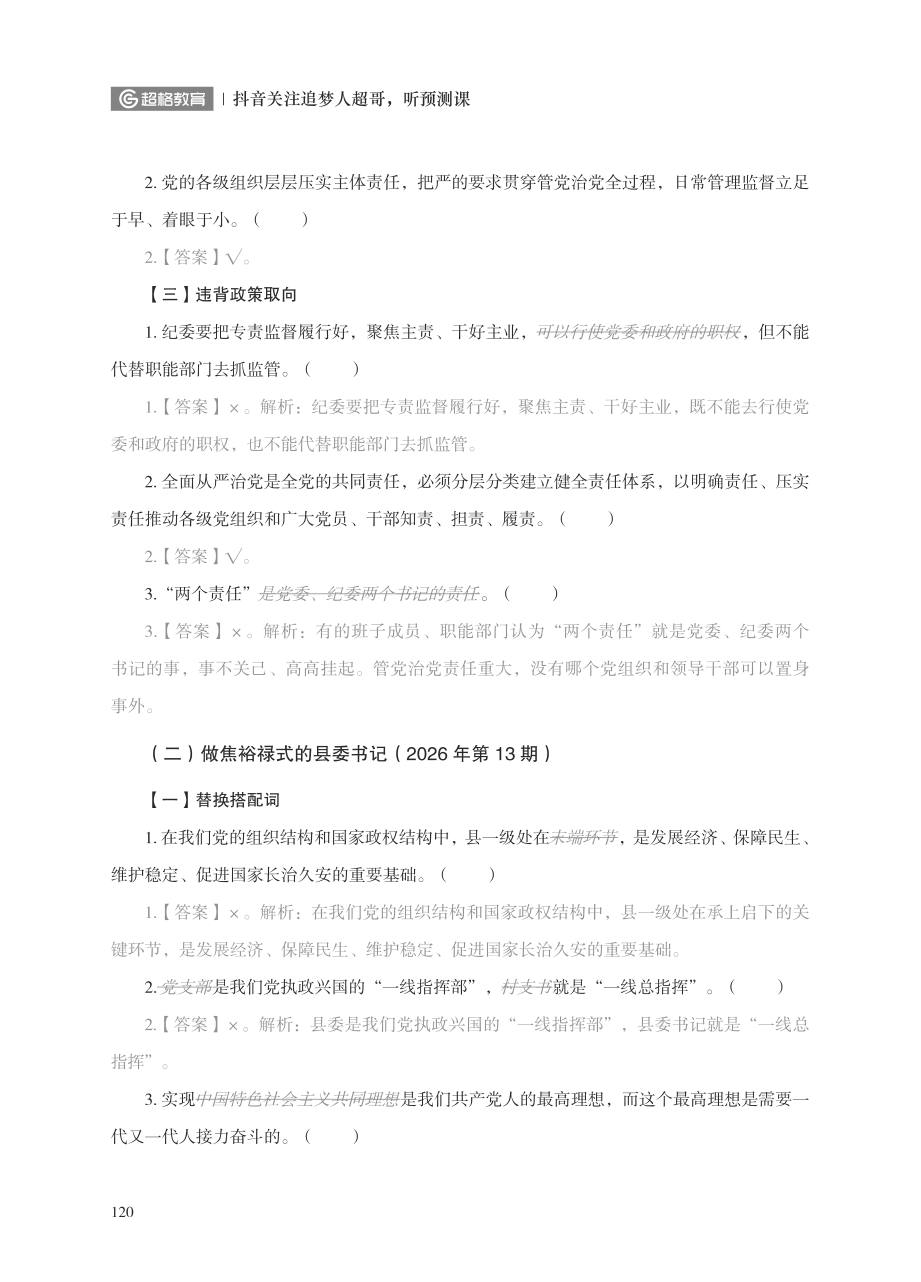 超格教育 | 抖音关注追梦人超哥，听预测课
2. 党的各级组织层层压实主体责任，把严的要求贯穿管党治党全过程，日常管理监督立足
于早、着眼于小。（　　）
2.【答案】√。
【三】违背政策取向
1. 纪委要把专责监督履行好，聚焦主责、干好主业，可以行使党委和政府的职权，但不能
代替职能部门去抓监管。（　　）
1.【答案】×。解析：纪委要把专责监督履行好，聚焦主责、干好主业，既不能去行使党
委和政府的职权，也不能代替职能部门去抓监管。
2. 全面从严治党是全党的共同责任，必须分层分类建立健全责任体系，以明确责任、压实
责任推动各级党组织和广大党员、干部知责、担责、履责。（　　）
2.【答案】√。
3. “两个责任”是党委、纪委两个书记的责任。（　　）
3.【答案】×。解析：有的班子成员、职能部门认为“两个责任”就是党委、纪委两个
书记的事，事不关己、高高挂起。管党治党责任重大，没有哪个党组织和领导干部可以置身
事外。
（二）做焦裕禄式的县委书记（2026 年第 13 期）
【一】替换搭配词
1. 在我们党的组织结构和国家政权结构中，县一级处在末端环节，是发展经济、保障民生、
维护稳定、促进国家长治久安的重要基础。（　　）
1.【答案】×。解析：在我们党的组织结构和国家政权结构中，县一级处在承上启下的关
键环节，是发展经济、保障民生、维护稳定、促进国家长治久安的重要基础。
2. 党支部是我们党执政兴国的“一线指挥部”，村支书就是“一线总指挥”。（　　）
2.【答案】×。解析：县委是我们党执政兴国的“一线指挥部”，县委书记就是“一线总
指挥”。
3. 实现中国特色社会主义共同理想是我们共产党人的最高理想，而这个最高理想是需要一
代又一代人接力奋斗的。（　　）
120